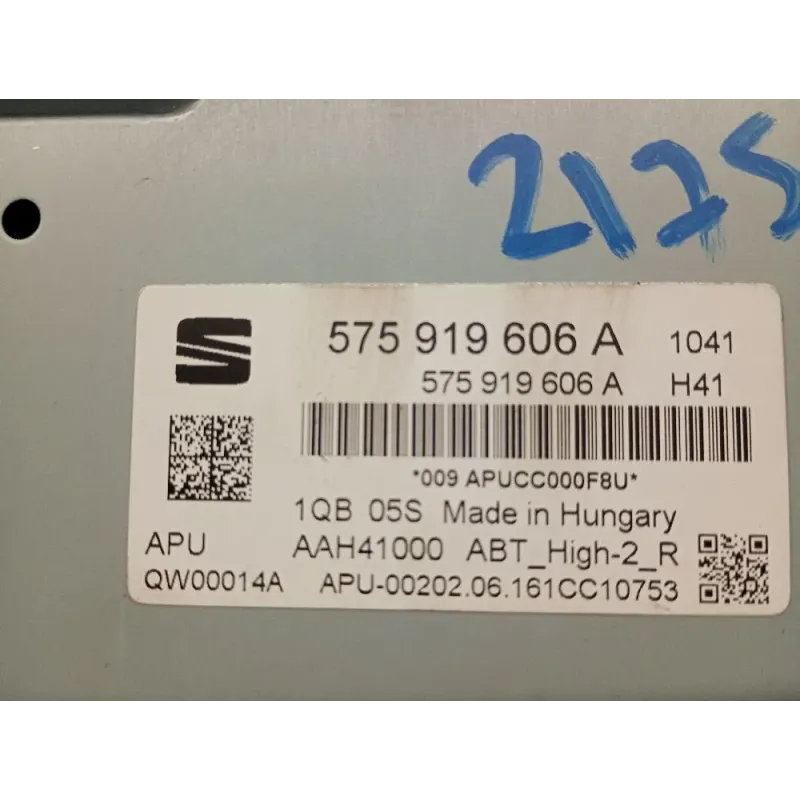 2175
575 919 606 A 1041
575 919 606 A H41
*009 APUCC000F8U*
1QB 05S Made in Hungary
APU AAH41000 ABT_High-2_R
QW00014A APU-00202.06.161CC10753